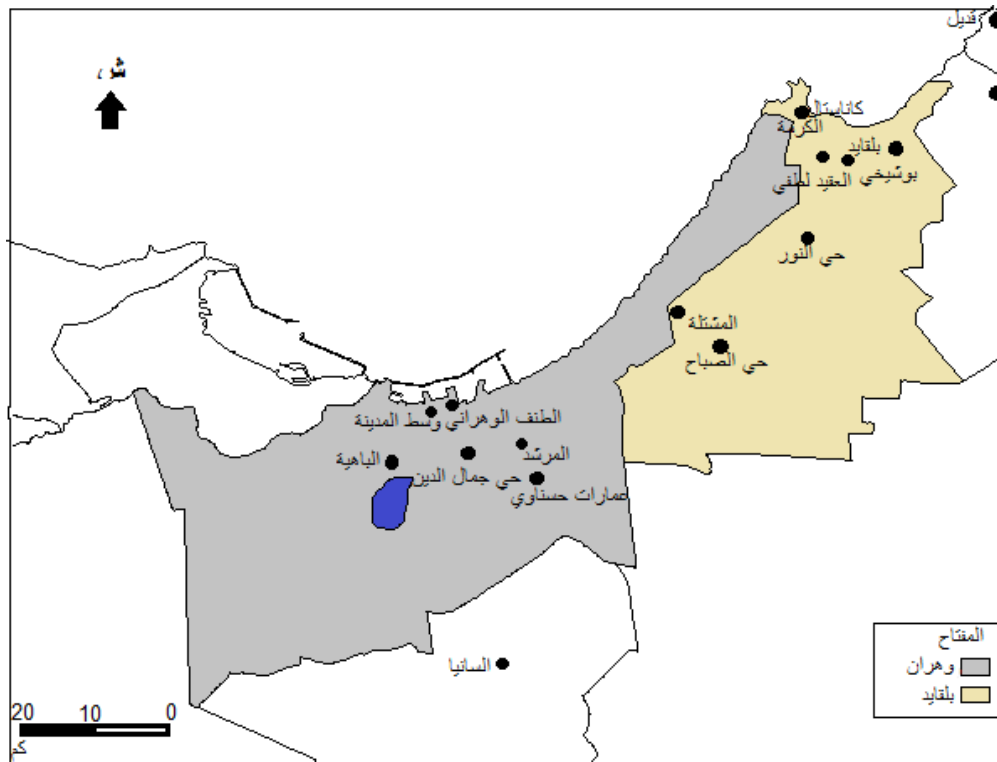 قديل
ش
كاناستال
الكرمة
بلقايد
بوشيخي
العقيد لطفي
حي النور
المشتلة
حي الصباح
الطنف الوهراني
وسط المدينة
المرشد
الباهية
حي جمال الدين
عمارات حسناوي
السانيا
المفتاح
وهران
بلقايد
20 10 0
كم